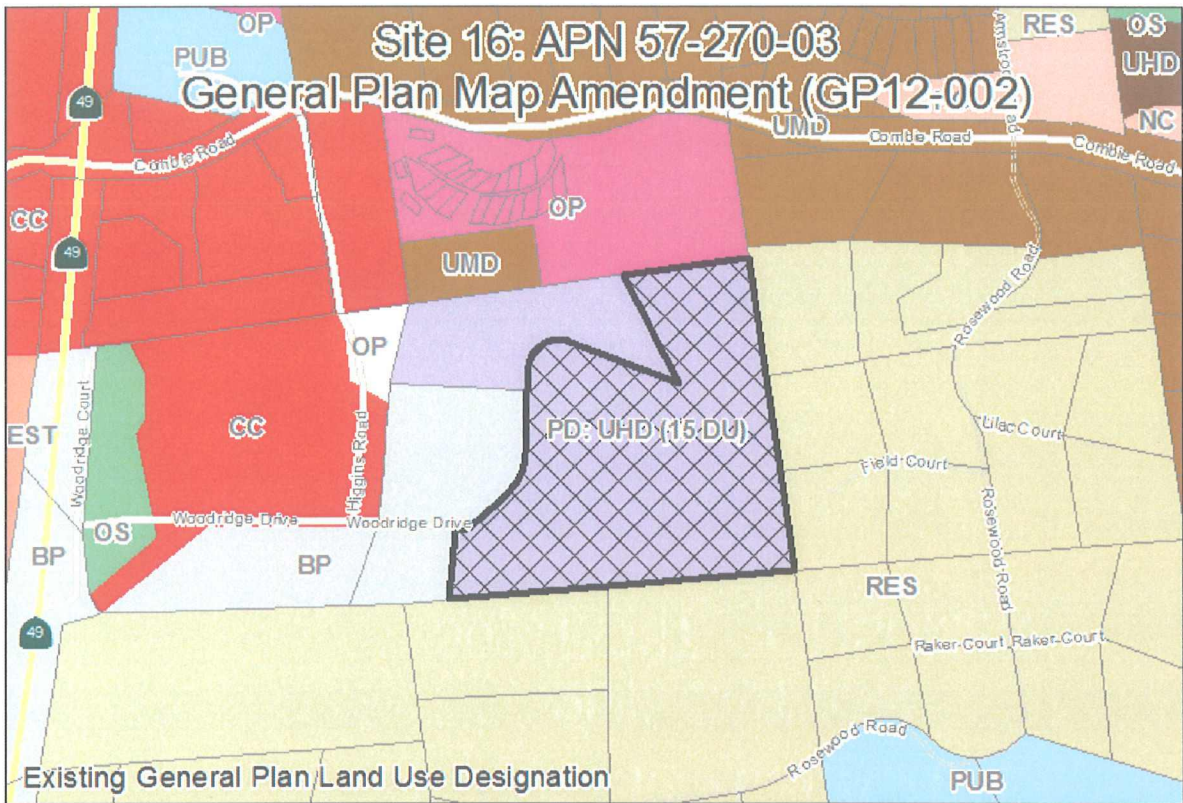 OP
RES
OS
Site 16: APN 57-270-03
PUB
UHD
49
General Plan Map Amendment (GP12-002)
Armstrong Road
UMD
NC
Combie Road
Combie Road
Combie Road
CC
OP
49
UMD
Rosewood Road
OP
EST
Woodridge Court
CC
Higgins Road
PD: UHD (15 DU)
Lilac Court
Field Court
Woodridge Drive
Woodridge Drive
OS
BP
BP
Rosewood Road
RES
49
Raker Court
Raker Court
Rosewood Road
Existing General Plan Land Use Designation
PUB